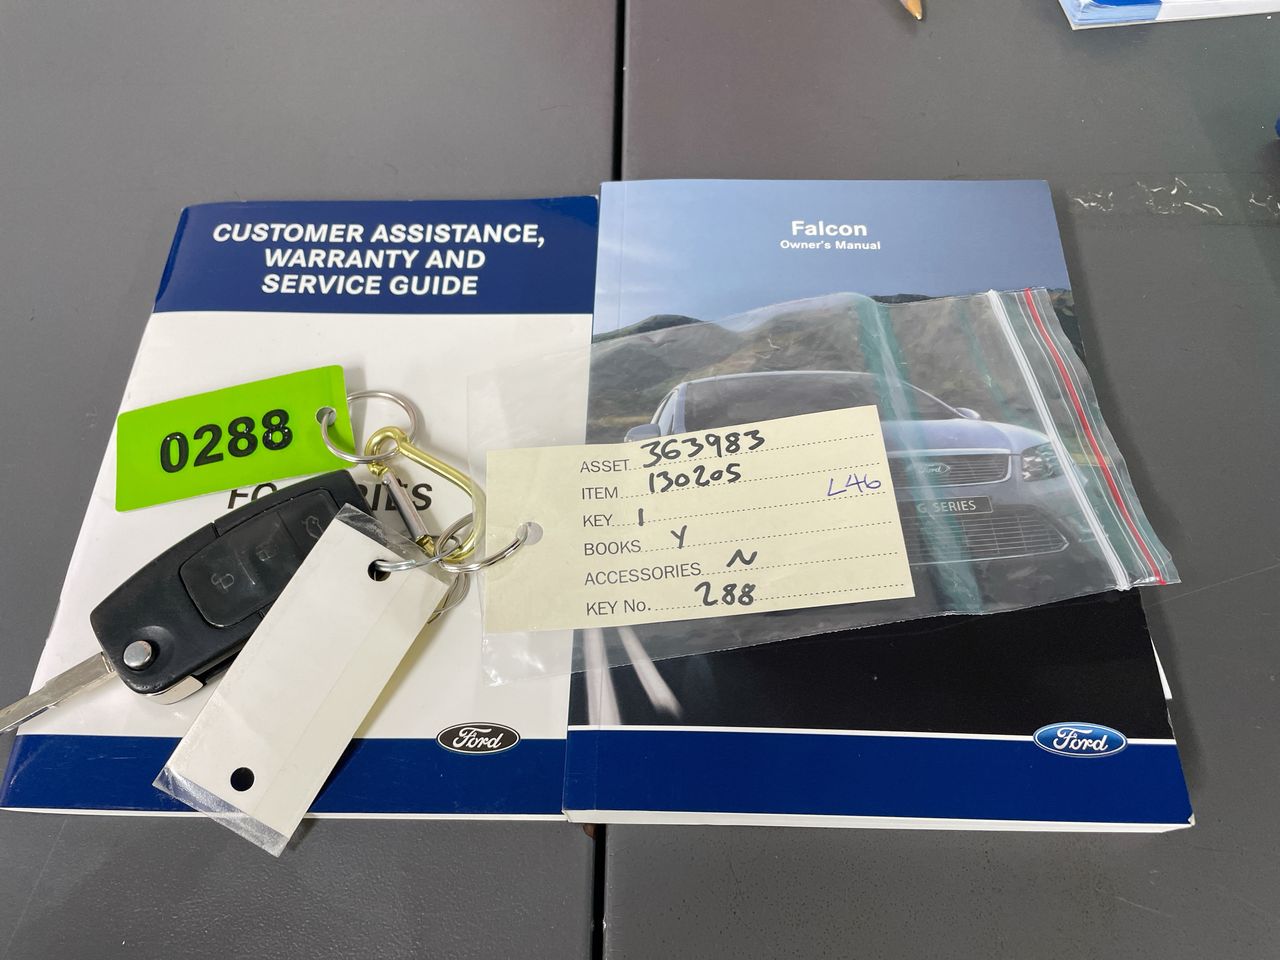 CUSTOMER ASSISTANCE,
WARRANTY AND
SERVICE GUIDE
0288
Ford
Falcon
Owner's Manual
Ford
G SERIES
Ford
ASSET 363983
ITEM 130205
L46
KEY 1
BOOKS Y
ACCESSORIES N
KEY No. 288